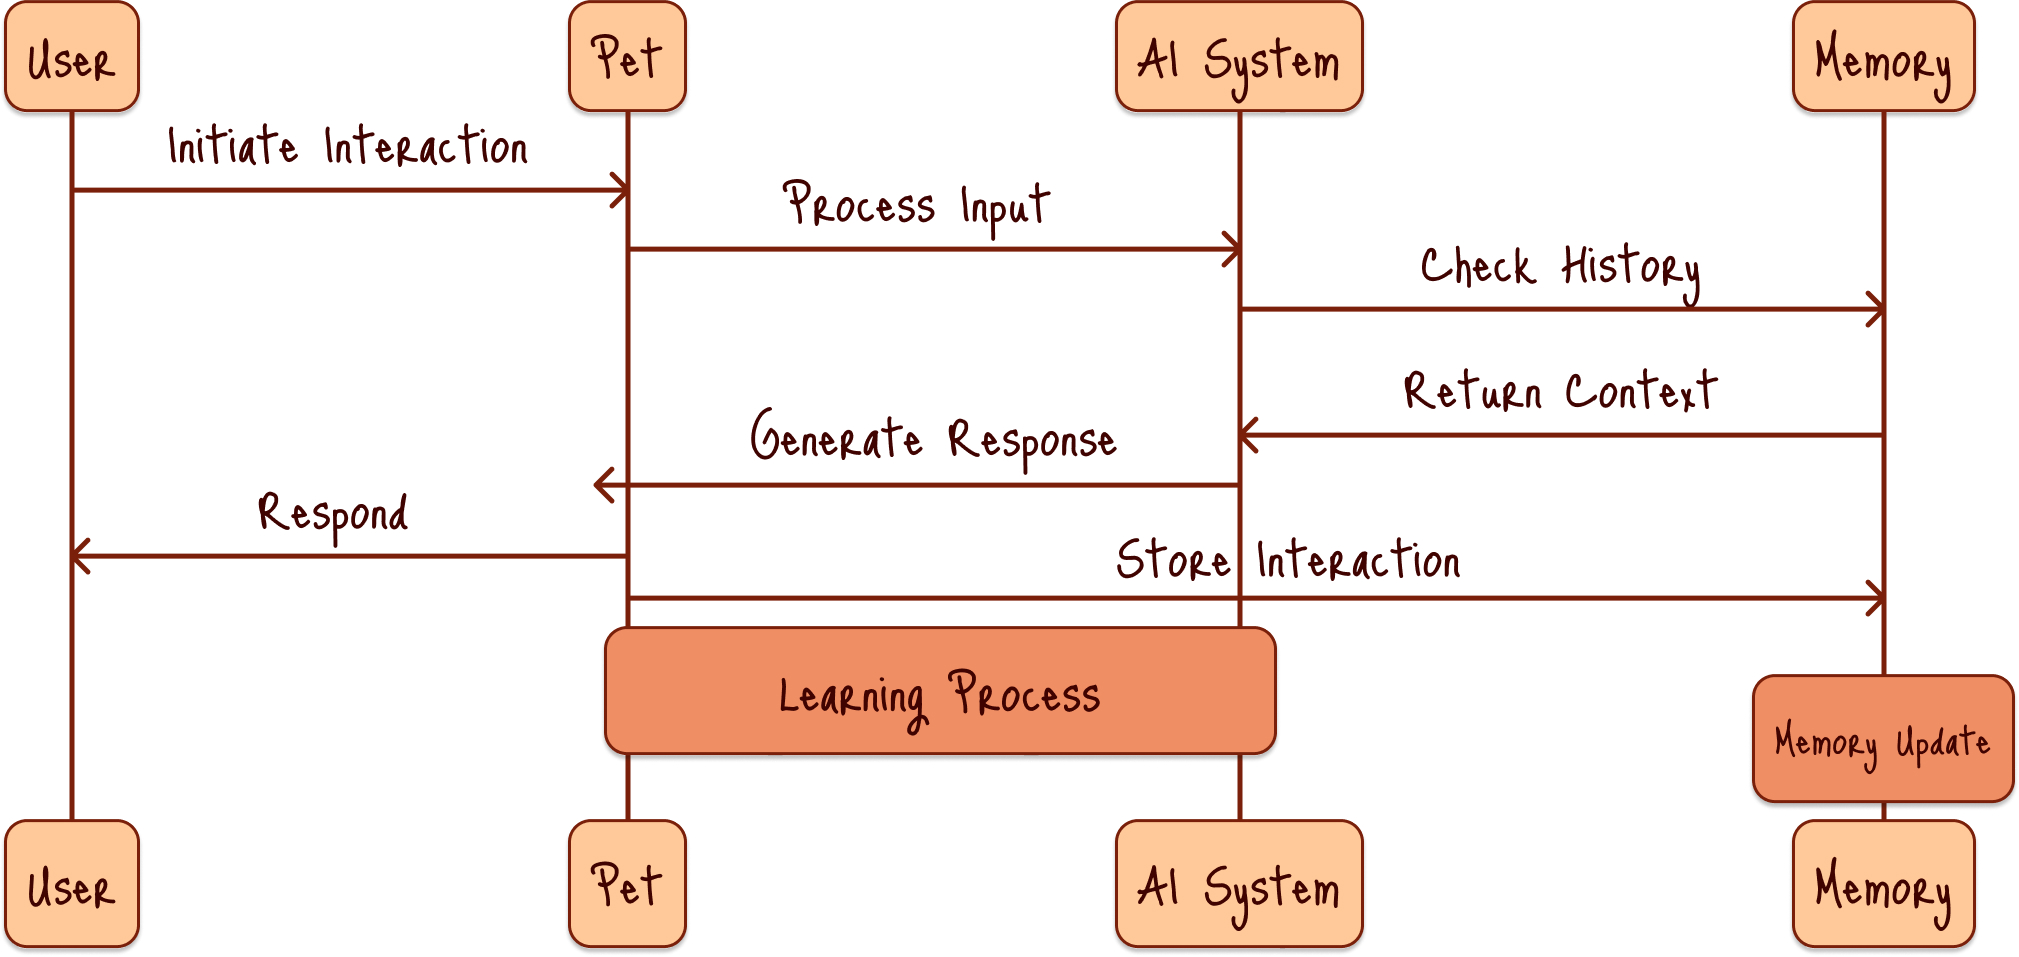 User
Pet
AI System
Memory
Initiate Interaction
Process Input
Check History
Return Context
Generate Response
Respond
Store Interaction
Learning Process
Memory Update
User
Pet
AI System
Memory